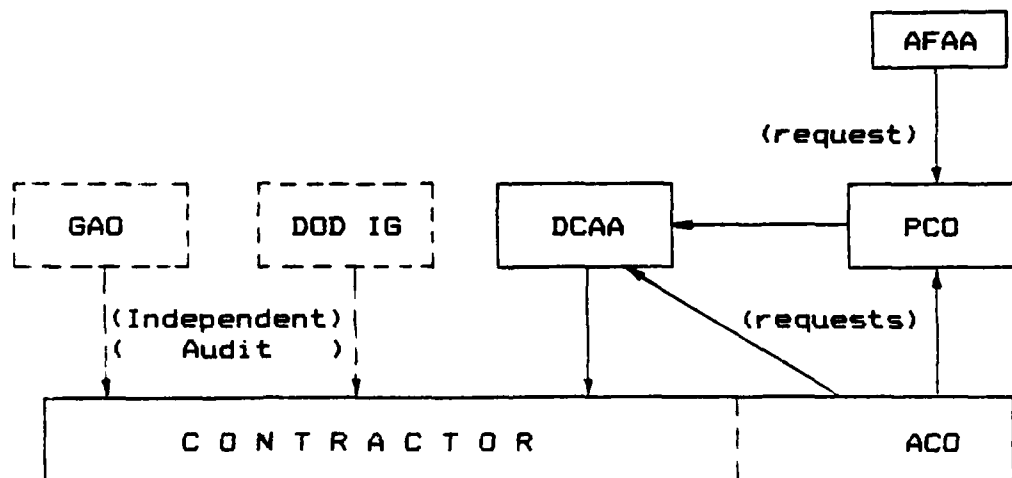 AFAA
(request)
GAO
DOD IG
DCAA
PCO
(Independent)
( Audit )
(requests)
C O N T R A C T O R
ACO